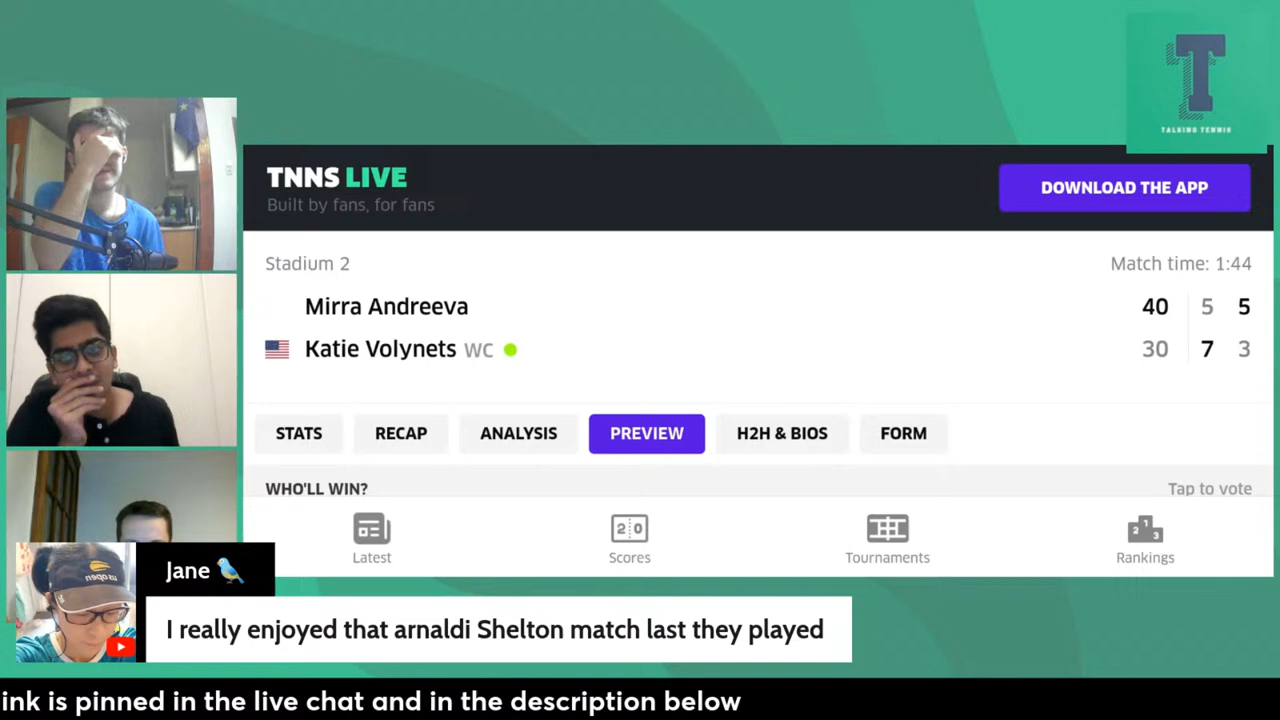 T
TALKING TENNIS
TNNS LIVE
DOWNLOAD THE APP
Built by fans, for fans
Stadium 2
Match time: 1:44
Mirra Andreeva 40 5 5
Katie Volynets WC 30 7 3
STATS RECAP ANALYSIS PREVIEW H2H & BIOS FORM
WHO'LL WIN? Tap to vote
Latest Scores Tournaments Rankings
Jane
I really enjoyed that arnaldi Shelton match last they played
ink is pinned in the live chat and in the description below